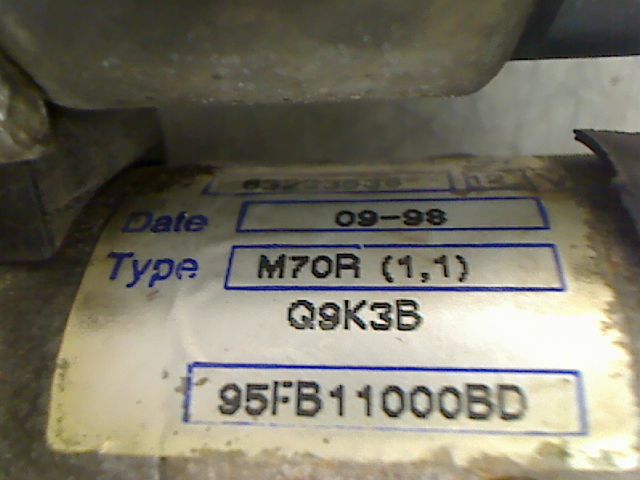 Date 09-98
Type M70R (1,1)
Q9K3B
95FB11000BD